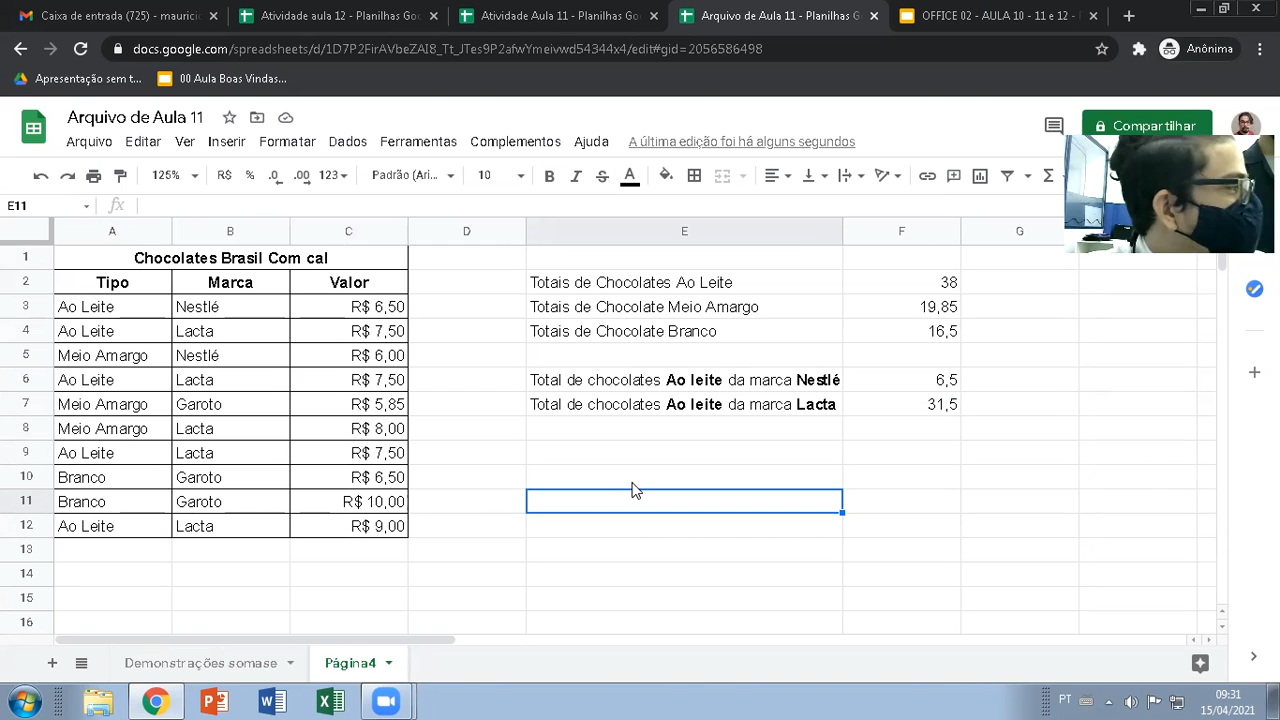 Caixa de entrada (725) - maurici
Atividade aula 12 - Planilhas Goo
Atividade Aula 11 - Planilhas G
Arquivo de Aula 11 - Planilhas G
OFFICE 02 - AULA 10 - 11 e 12 -
docs.google.com/spreadsheets/d/1D7P2FirAVbeZAI8_Tt_JTes9P2afwYmeivwd54344x4/edit#gid=2056586498
Anônima
Apresentação sem t...
00 Aula Boas Vindas...
Arquivo de Aula 11
Compartilhar
Arquivo Editar Ver Inserir Formatar Dados Ferramentas Complementos Ajuda A última edição foi há alguns segundos
125% R$ % .0 .00 123 Padrão (Ari... 10 B I S A Σ
E11 fx
A B C D E F G
1 Chocolates Brasil Com cal
2 Tipo Marca Valor Totais de Chocolates Ao Leite 38
3 Ao Leite Nestlé R$ 6,50 Totais de Chocolate Meio Amargo 19,85
4 Ao Leite Lacta R$ 7,50 Totais de Chocolate Branco 16,5
5 Meio Amargo Nestlé R$ 6,00
6 Ao Leite Lacta R$ 7,50 Total de chocolates Ao leite da marca Nestlé 6,5
7 Meio Amargo Garoto R$ 5,85 Total de chocolates Ao leite da marca Lacta 31,5
8 Meio Amargo Lacta R$ 8,00
9 Ao Leite Lacta R$ 7,50
10 Branco Garoto R$ 6,50
11 Branco Garoto R$ 10,00
12 Ao Leite Lacta R$ 9,00
13
14
15
16
Demonstrações somase Página4
PT 09:31
15/04/2021